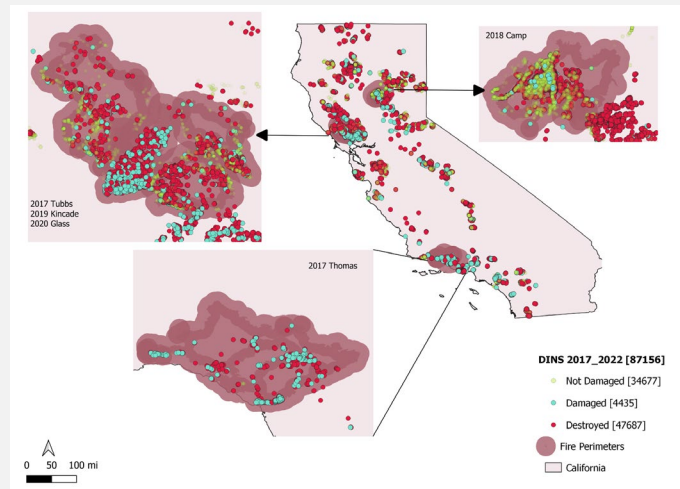 2018 Camp
2017 Tubbs
2019 Kincade
2020 Glass
2017 Thomas
DINS 2017_2022 [87156]
Not Damaged [34677]
Damaged [4435]
Destroyed [47687]
Fire Perimeters
California
0 50 100 mi